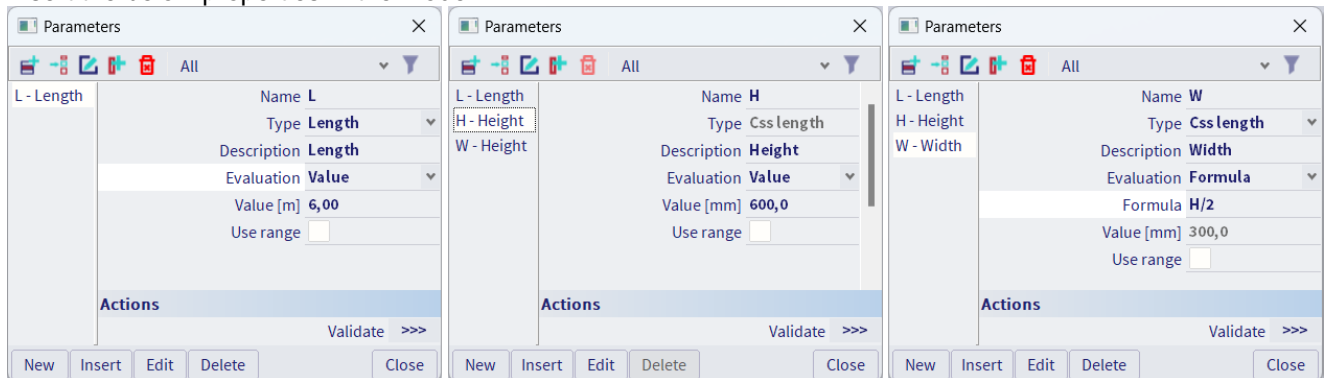 Parameters
All
L - Length
Name L
Type Length
Description Length
Evaluation Value
Value [m] 6,00
Use range
Actions
Validate >>>
New Insert Edit Delete Close
Parameters
All
L - Length
H - Height
W - Height
Name H
Type Css length
Description Height
Evaluation Value
Value [mm] 600,0
Use range
Actions
Validate >>>
New Insert Edit Delete Close
Parameters
All
L - Length
H - Height
W - Width
Name W
Type Css length
Description Width
Evaluation Formula
Formula H/2
Value [mm] 300,0
Use range
Actions
Validate >>>
New Insert Edit Delete Close